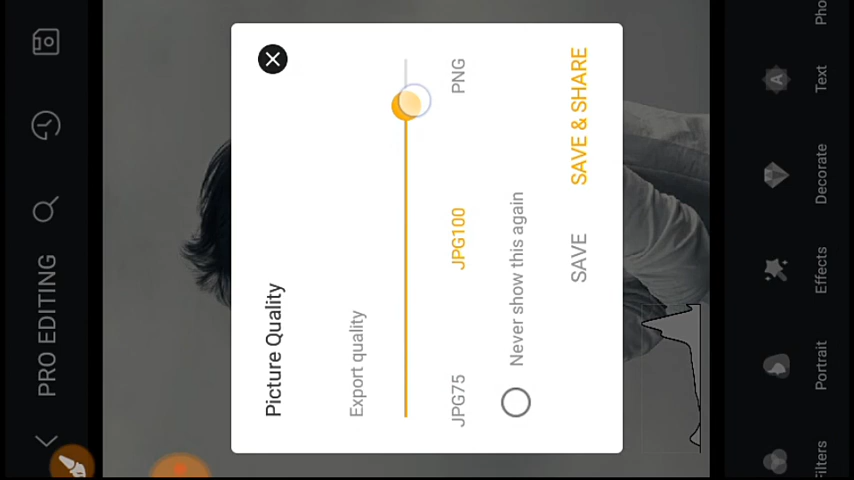 PRO EDITING
Picture Quality
Export quality
JPG75 JPG100 PNG
Never show this again
SAVE SAVE & SHARE
Filters
Portrait
Effects
Decorate
Text
Pho